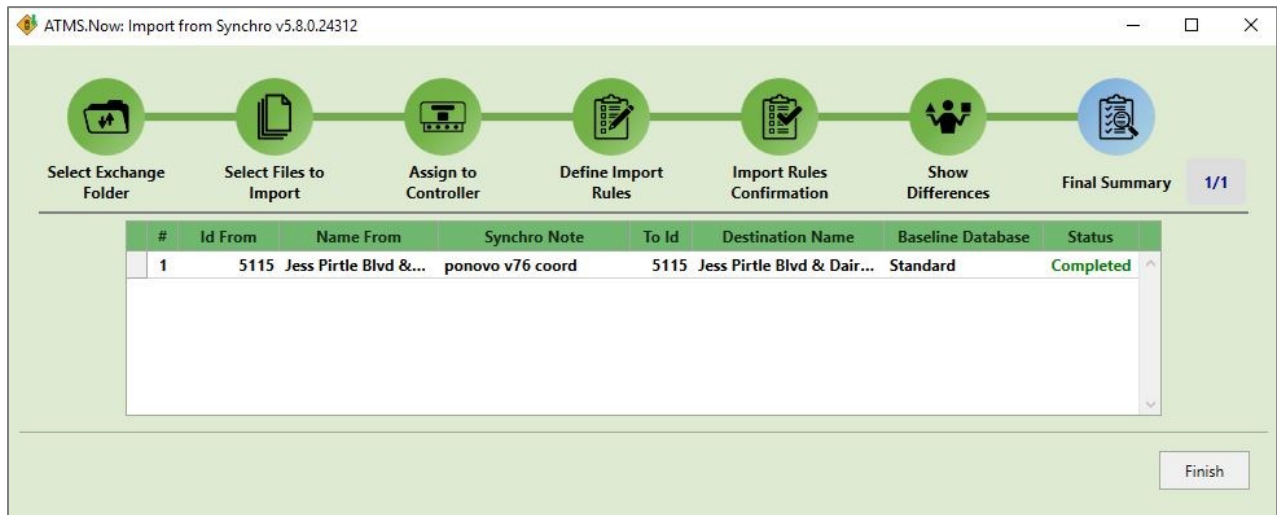 ATMS.Now: Import from Synchro v5.8.0.24312
Select Exchange Folder
Select Files to Import
Assign to Controller
Define Import Rules
Import Rules Confirmation
Show Differences
Final Summary
1/1
# Id From Name From Synchro Note To Id Destination Name Baseline Database Status
1 5115 Jess Pirtle Blvd &... ponovo v76 coord 5115 Jess Pirtle Blvd & Dair... Standard Completed
Finish